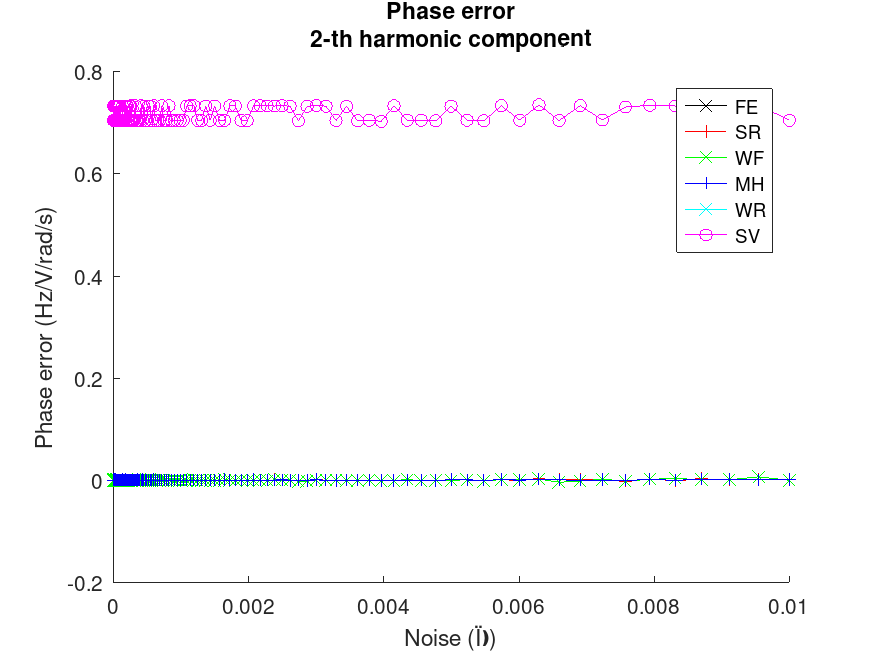 Phase error
2-th harmonic component
0.8
0.6
0.4
0.2
0
-0.2
Phase error (Hz/V/rad/s)
FE
SR
WF
MH
WR
SV
0
0.002
0.004
0.006
0.008
0.01
Noise